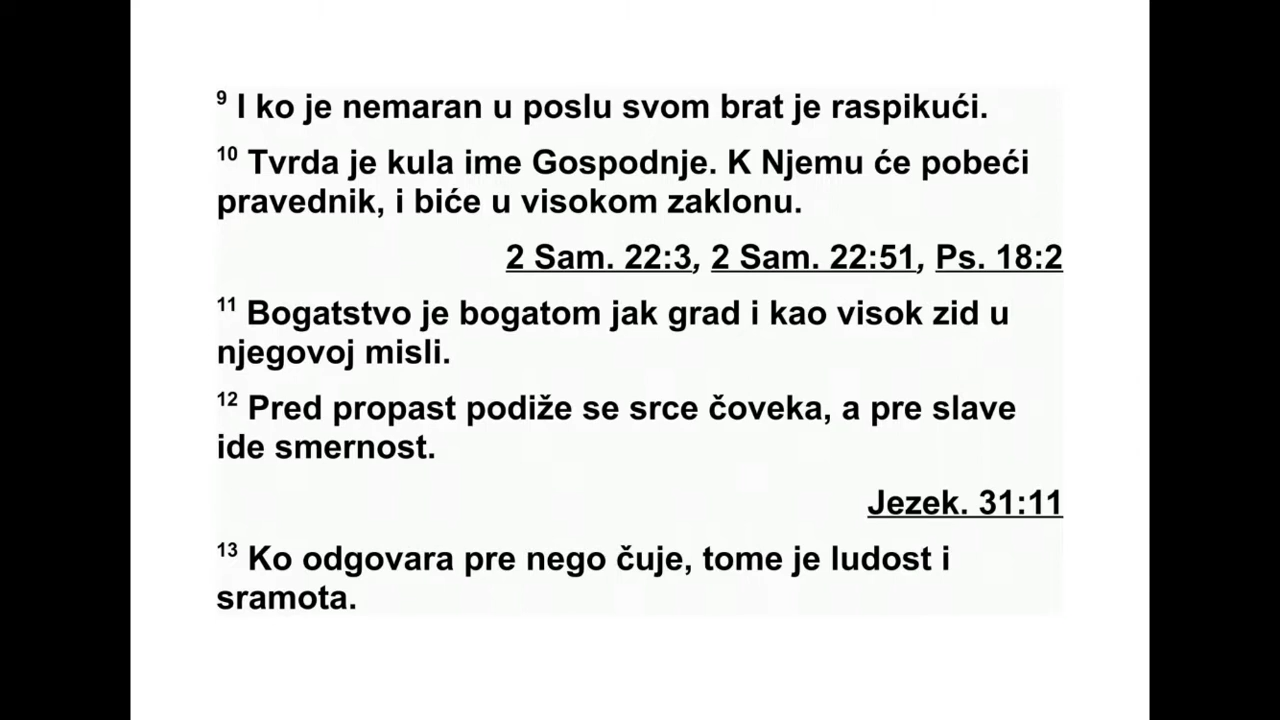 9 I ko je nemaran u poslu svom brat je raspikući.
10 Tvrda je kula ime Gospodnje. K Njemu će pobeći
pravednik, i biće u visokom zaklonu.
2 Sam. 22:3, 2 Sam. 22:51, Ps. 18:2
11 Bogatstvo je bogatom jak grad i kao visok zid u
njegovoj misli.
12 Pred propast podiže se srce čoveka, a pre slave
ide smernost.
Jezek. 31:11
13 Ko odgovara pre nego čuje, tome je ludost i
sramota.